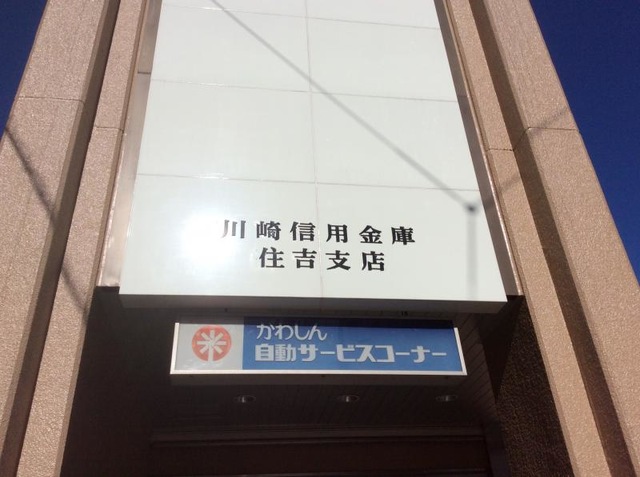 川崎信用金庫
住吉支店
かわしん
自動サービスコーナー